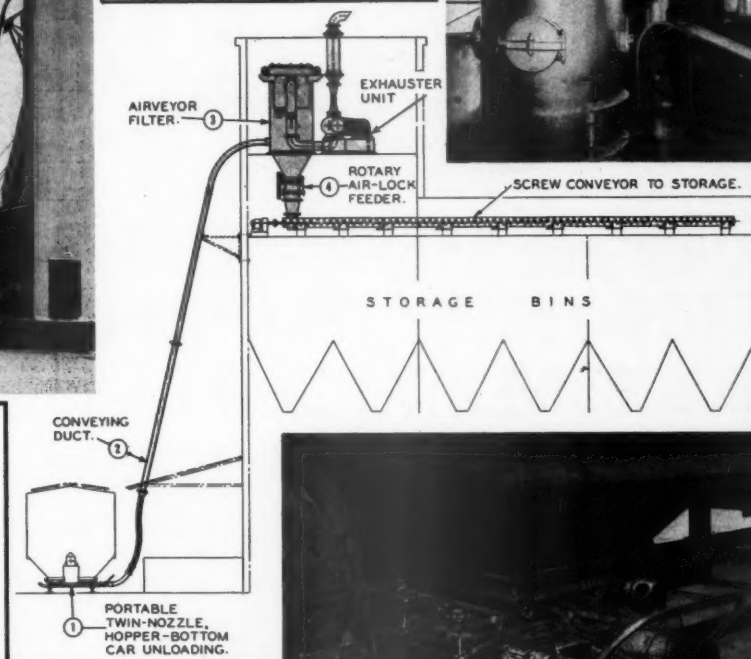 EXHAUSTER
UNIT
AIRVEYOR
FILTER. 3
4 ROTARY
AIR-LOCK
FEEDER.
SCREW CONVEYOR TO STORAGE.
STORAGE BINS
CONVEYING
DUCT. 2
1 PORTABLE
TWIN-NOZZLE,
HOPPER-BOTTOM
CAR UNLOADING.